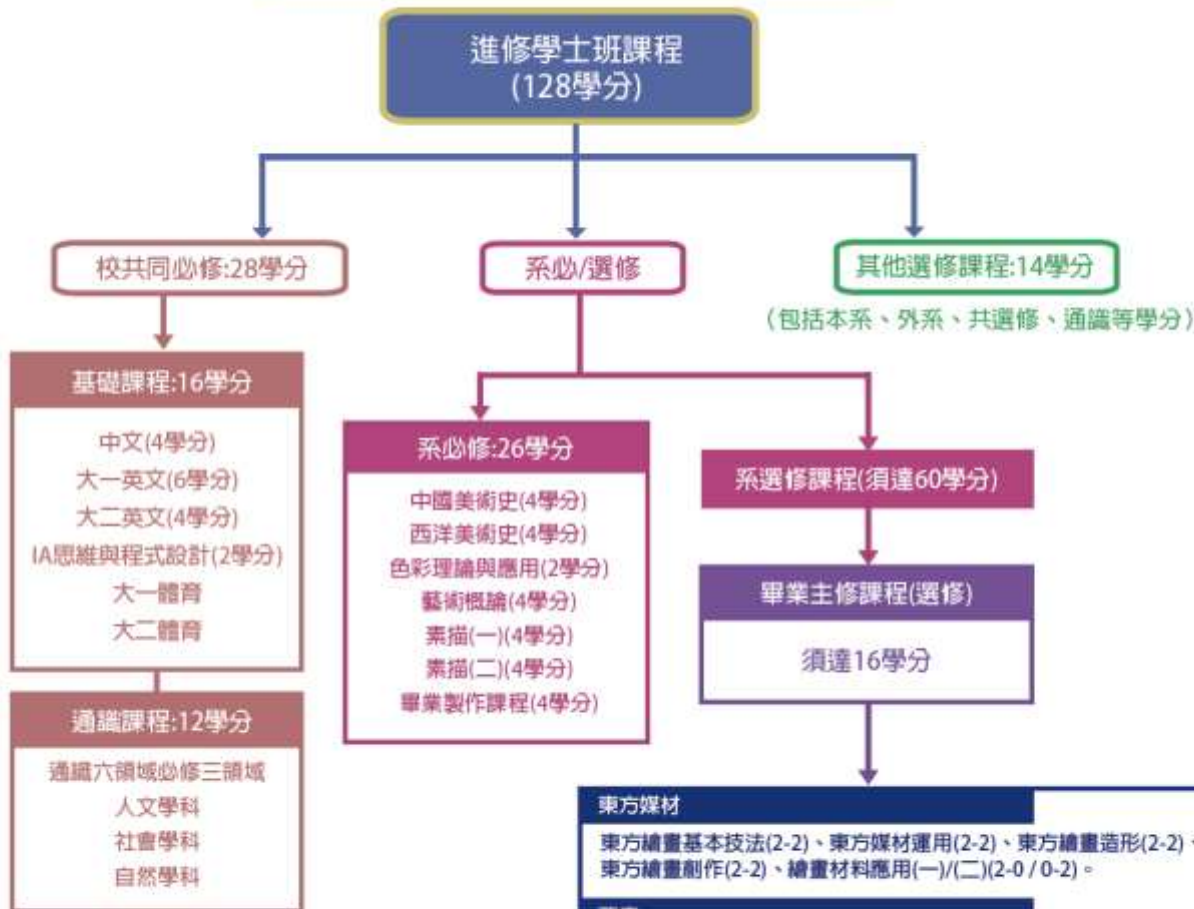 進修學士班課程
(128學分)
校共同必修:28學分
系必/選修
其他選修課程:14學分
（包括本系、外系、共選修、通識等學分）
基礎課程:16學分
中文(4學分)
大一英文(6學分)
大二英文(4學分)
IA思維與程式設計(2學分)
大一體育
大二體育
通識課程:12學分
通識六領域必修三領域
人文學科
社會學科
自然學科
系必修:26學分
中國美術史(4學分)
西洋美術史(4學分)
色彩理論與應用(2學分)
藝術概論(4學分)
素描(一)(4學分)
素描(二)(4學分)
畢業製作課程(4學分)
系選修課程(須達60學分)
畢業主修課程(選修)
須達16學分
東方媒材
東方繪畫基本技法(2-2)、東方媒材運用(2-2)、東方繪畫造形(2-2)、
東方繪畫創作(2-2)、繪畫材料應用(一)/(二)(2-0 / 0-2)。